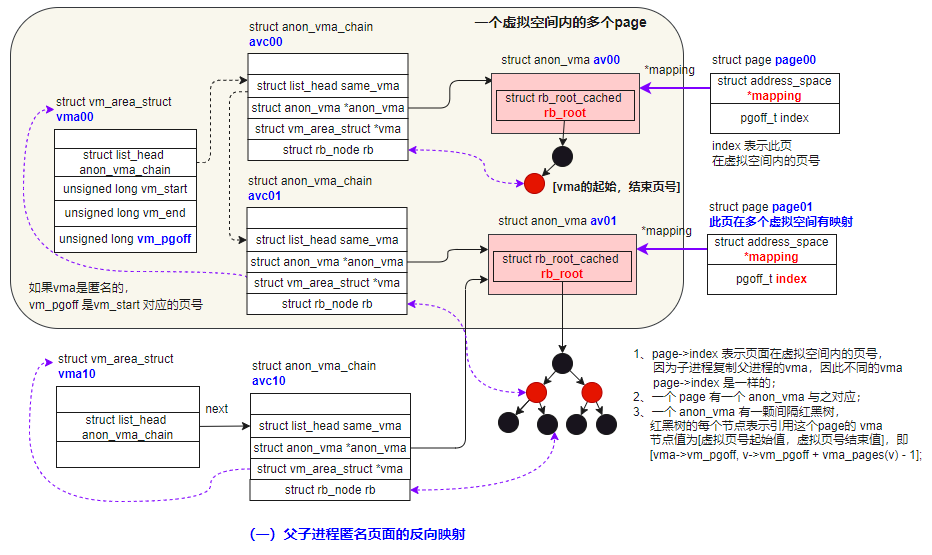 一个虚拟空间内的多个page
struct anon_vma_chain
avc00
struct list_head same_vma
struct anon_vma *anon_vma
struct vm_area_struct *vma
struct rb_node rb
struct anon_vma av00
struct rb_root_cached
rb_root
*mapping
struct page page00
struct address_space
*mapping
pgoff_t index
index 表示此页
在虚拟空间内的页号
[vma的起始，结束页号]
struct vm_area_struct
vma00
struct list_head
anon_vma_chain
unsigned long vm_start
unsigned long vm_end
unsigned long vm_pgoff
如果vma是匿名的，
vm_pgoff 是vm_start 对应的页号
struct anon_vma_chain
avc01
struct list_head same_vma
struct anon_vma *anon_vma
struct vm_area_struct *vma
struct rb_node rb
struct anon_vma av01
struct rb_root_cached
rb_root
*mapping
struct page page01
此页在多个虚拟空间有映射
struct address_space
*mapping
pgoff_t index
struct vm_area_struct
vma10
struct list_head
anon_vma_chain
next
struct anon_vma_chain
avc10
struct list_head same_vma
struct anon_vma *anon_vma
struct vm_area_struct *vma
struct rb_node rb
1、page->index 表示页面在虚拟空间内的页号，
因为子进程复制父进程的vma，因此不同的vma
page->index 是一样的；
2、一个 page 有一个 anon_vma 与之对应；
3、一个 anon_vma 有一颗间隔红黑树，
红黑树的每个节点表示引用这个page的 vma
节点值为[虚拟页号起始值，虚拟页号结束值]，即
[vma->vm_pgoff, v->vm_pgoff + vma_pages(v) - 1];
（一）父子进程匿名页面的反向映射